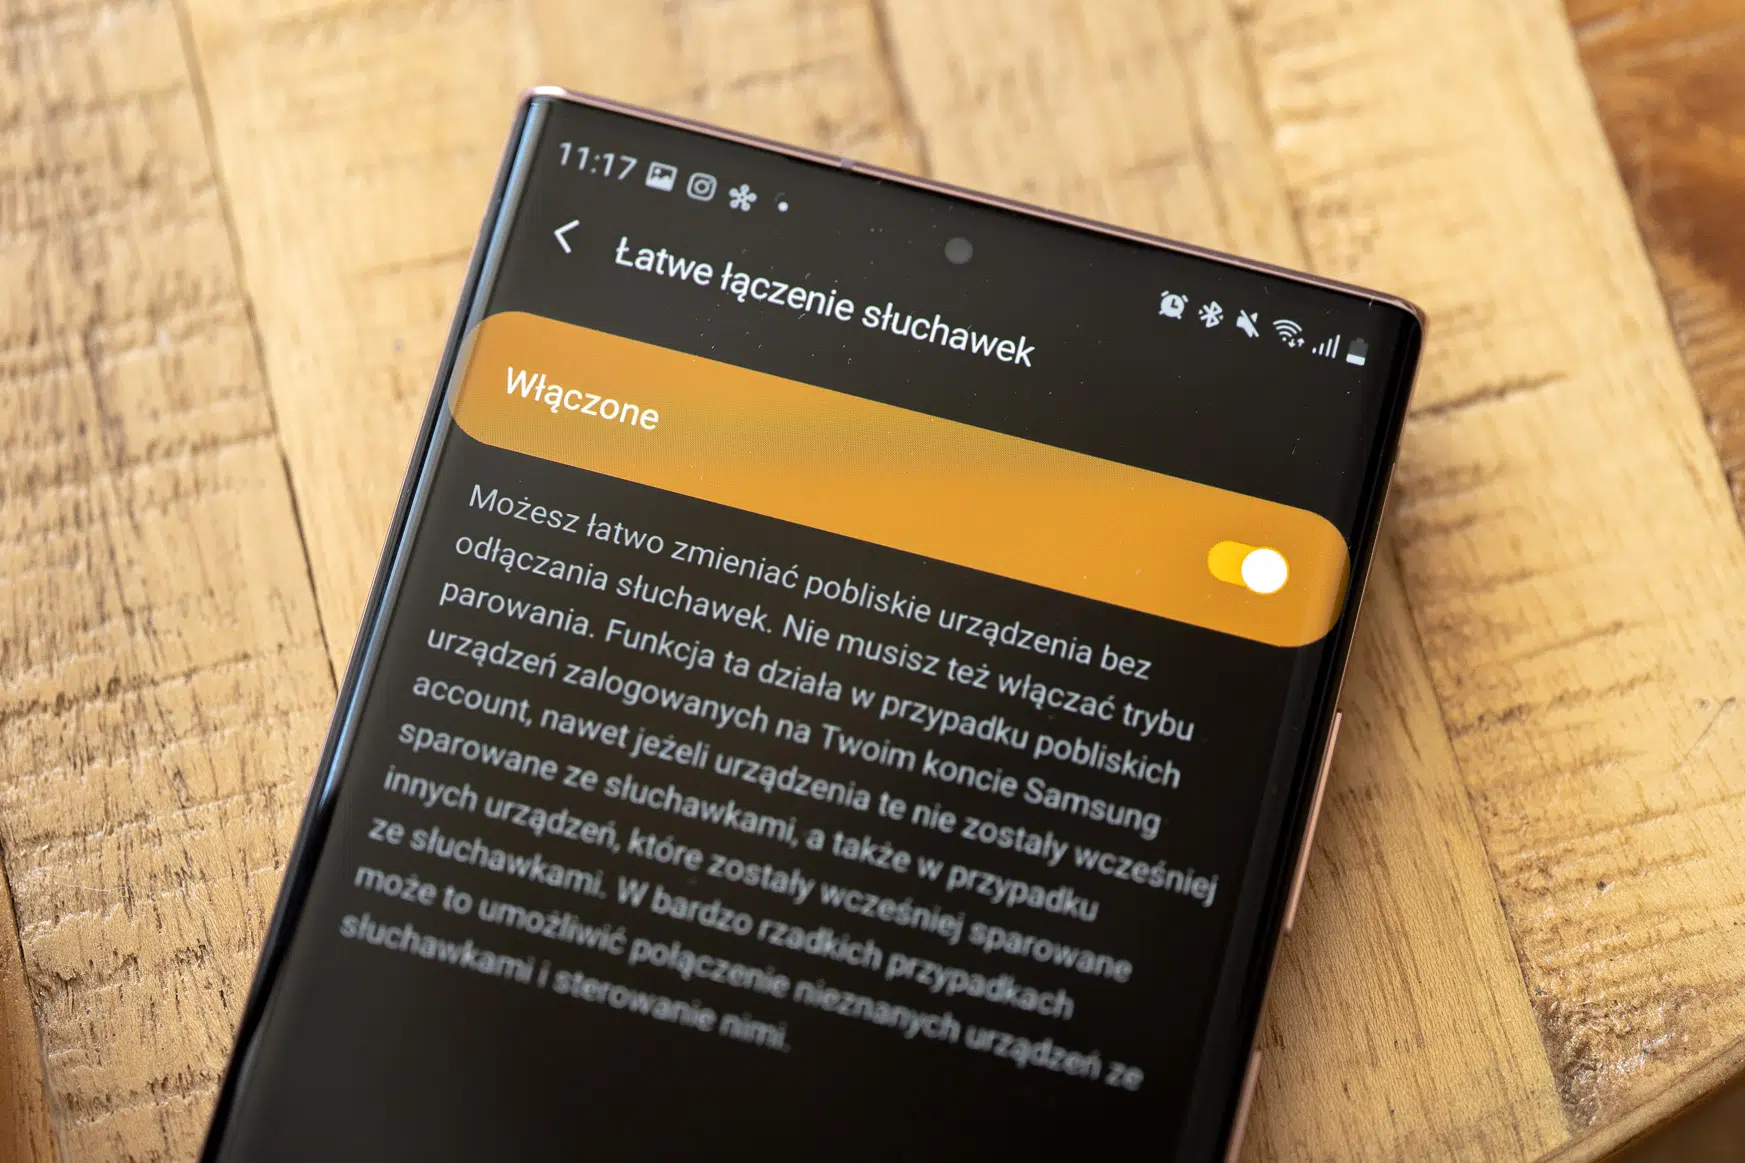 11:17
Łatwe łączenie słuchawek
Włączone
Możesz łatwo zmieniać pobliskie urządzenia bez
odłączania słuchawek. Nie musisz też włączać trybu
parowania. Funkcja ta działa w przypadku pobliskich
urządzeń zalogowanych na Twoim koncie Samsung
account, nawet jeżeli urządzenia te nie zostały wcześniej
sparowane ze słuchawkami, a także w przypadku
innych urządzeń, które zostały wcześniej sparowane
ze słuchawkami. W bardzo rzadkich przypadkach
może to umożliwić połączenie nieznanych urządzeń ze
słuchawkami i sterowanie nimi.